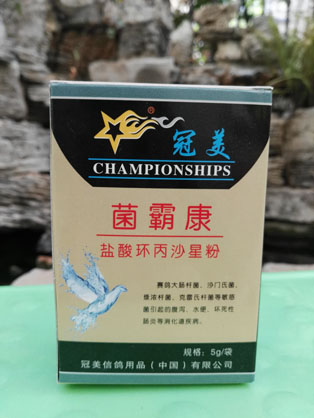 ®
冠美
CHAMPIONSHIPS
菌霸康
盐酸环丙沙星粉
赛鸽大肠杆菌、沙门氏菌、
绿浓杆菌、克雷氏杆菌等敏感
菌引起的腹泻、水便、坏死性
肠炎等消化道疾病。
规格：5g/袋
冠美信鸽用品（中国）有限公司